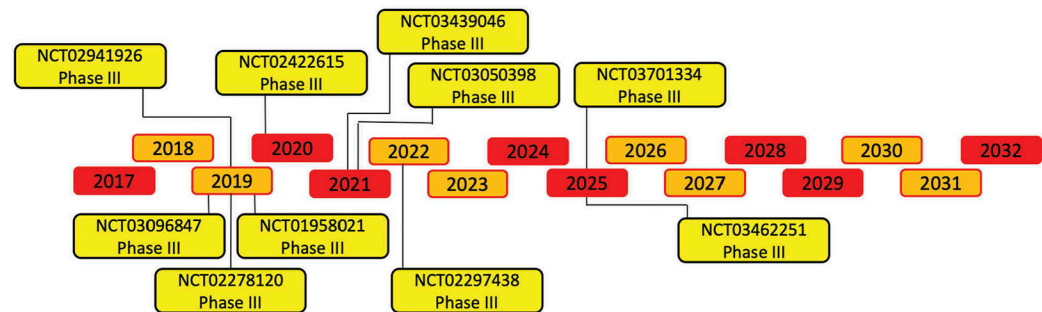 NCT03439046
Phase III
NCT02941926
Phase III
NCT02422615
Phase III
NCT03050398
Phase III
NCT03701334
Phase III
2018
2020
2022
2024
2026
2028
2030
2032
2017
2019
2021
2023
2025
2027
2029
2031
NCT03096847
Phase III
NCT01958021
Phase III
NCT03462251
Phase III
NCT02278120
Phase III
NCT02297438
Phase III